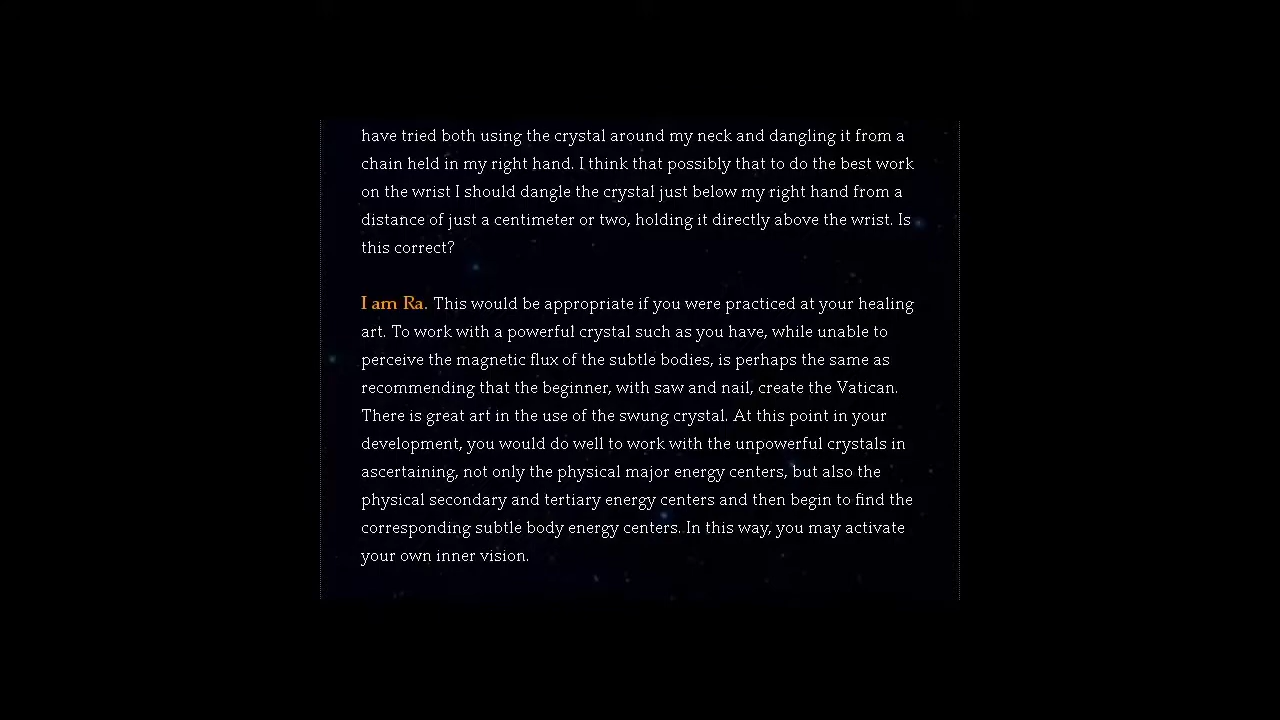 have tried both using the crystal around my neck and dangling it from a
chain held in my right hand. I think that possibly that to do the best work
on the wrist I should dangle the crystal just below my right hand from a
distance of just a centimeter or two, holding it directly above the wrist. Is
this correct?
I am Ra. This would be appropriate if you were practiced at your healing
art. To work with a powerful crystal such as you have, while unable to
perceive the magnetic flux of the subtle bodies, is perhaps the same as
recommending that the beginner, with saw and nail, create the Vatican.
There is great art in the use of the swung crystal. At this point in your
development, you would do well to work with the unpowerful crystals in
ascertaining, not only the physical major energy centers, but also the
physical secondary and tertiary energy centers and then begin to find the
corresponding subtle body energy centers. In this way, you may activate
your own inner vision.